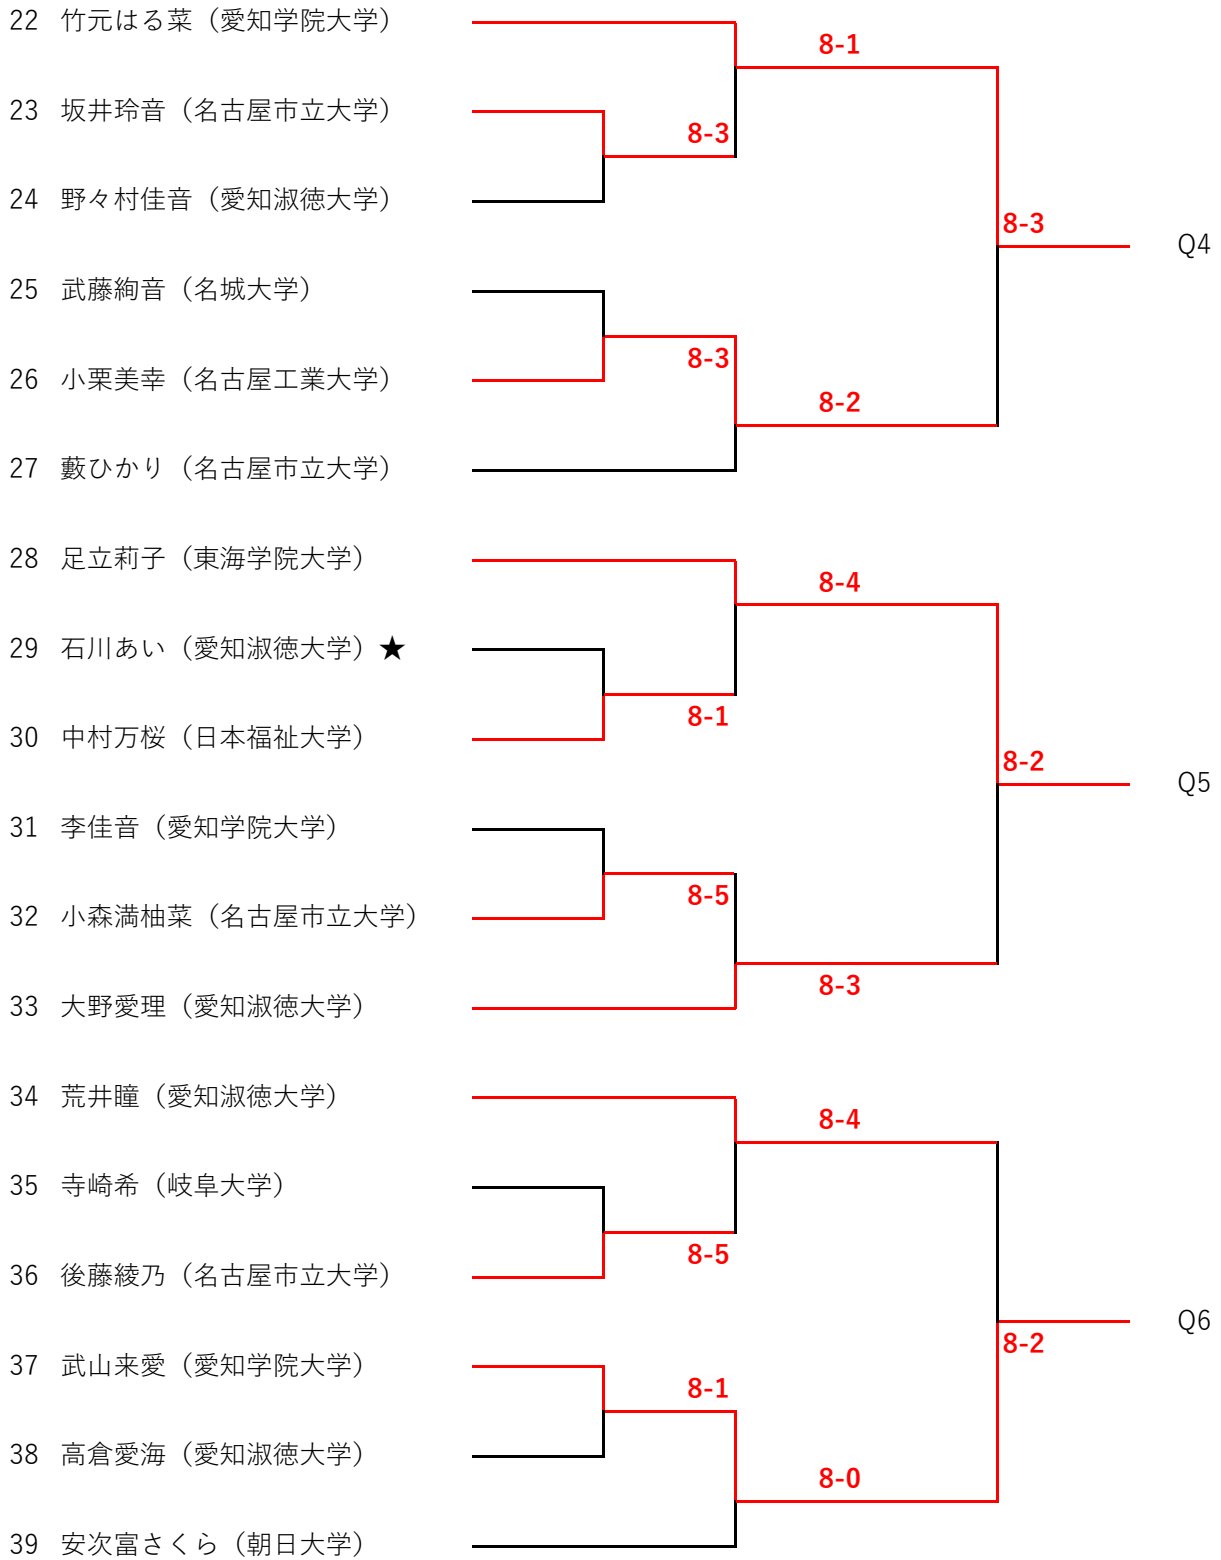 22 竹元はる菜（愛知学院大学）
8-1
23 坂井玲音（名古屋市立大学）
8-3
24 野々村佳音（愛知淑徳大学）
8-3
Q4
25 武藤絢音（名城大学）
8-3
26 小栗美幸（名古屋工業大学）
8-2
27 藪ひかり（名古屋市立大学）
28 足立莉子（東海学院大学）
8-4
29 石川あい（愛知淑徳大学）★
8-1
30 中村万桜（日本福祉大学）
8-2
Q5
31 李佳音（愛知学院大学）
8-5
32 小森満柚菜（名古屋市立大学）
8-3
33 大野愛理（愛知淑徳大学）
34 荒井瞳（愛知淑徳大学）
8-4
35 寺崎希（岐阜大学）
8-5
36 後藤綾乃（名古屋市立大学）
Q6
8-2
37 武山来愛（愛知学院大学）
8-1
38 高倉愛海（愛知淑徳大学）
8-0
39 安次富さくら（朝日大学）